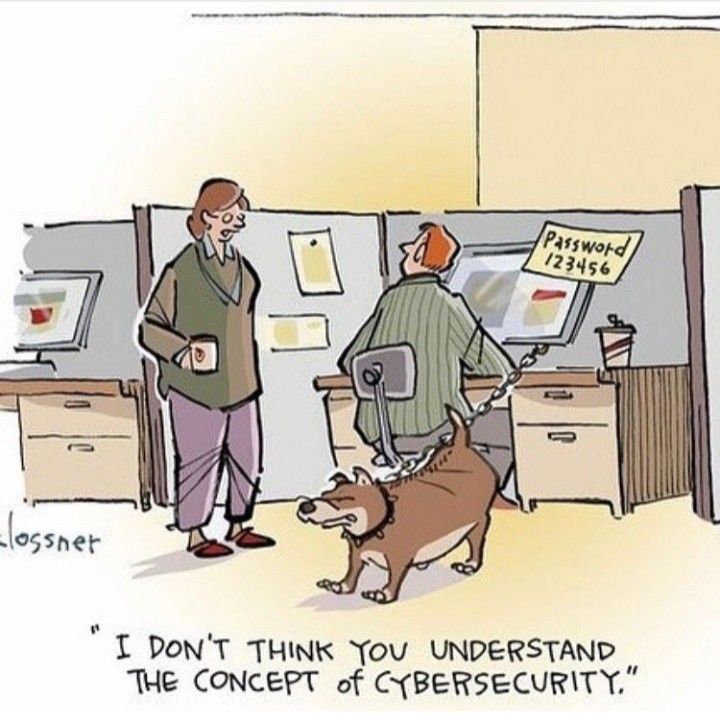 Password
123456
lossner
" I DON'T THINK YOU UNDERSTAND
THE CONCEPT of CYBERSECURITY."